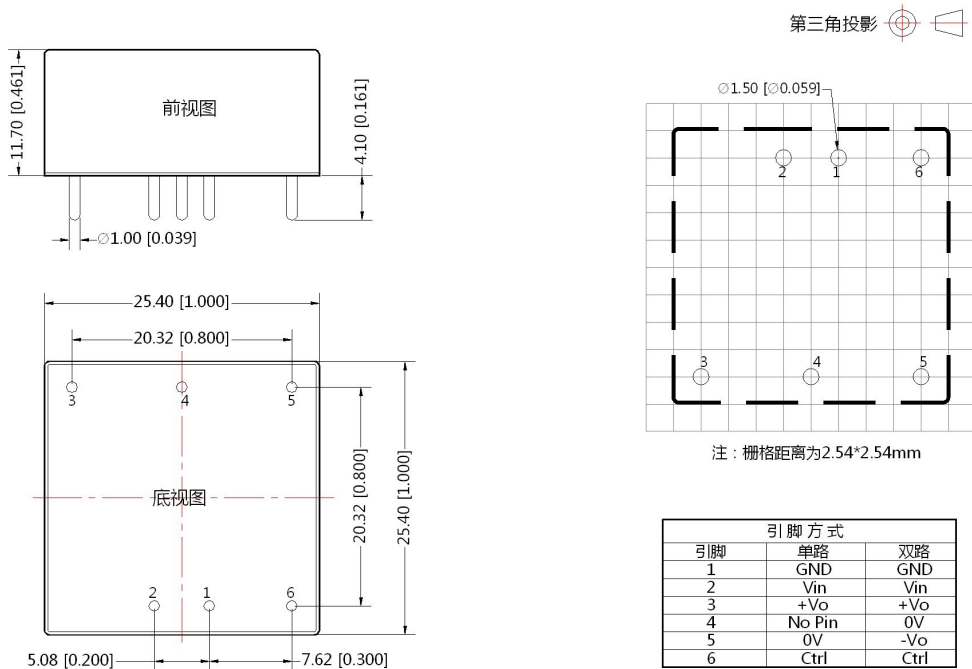 第三角投影
11.70 [0.461]
前视图
4.10 [0.161]
∅1.00 [0.039]
∅1.50 [∅0.059]
2
1
6
3
4
5
注：栅格距离为2.54*2.54mm
25.40 [1.000]
20.32 [0.800]
3
4
5
底视图
20.32 [0.800]
25.40 [1.000]
2
1
6
5.08 [0.200]
7.62 [0.300]
引脚方式
引脚 单路 双路
1 GND GND
2 Vin Vin
3 +Vo +Vo
4 No Pin 0V
5 0V -Vo
6 Ctrl Ctrl